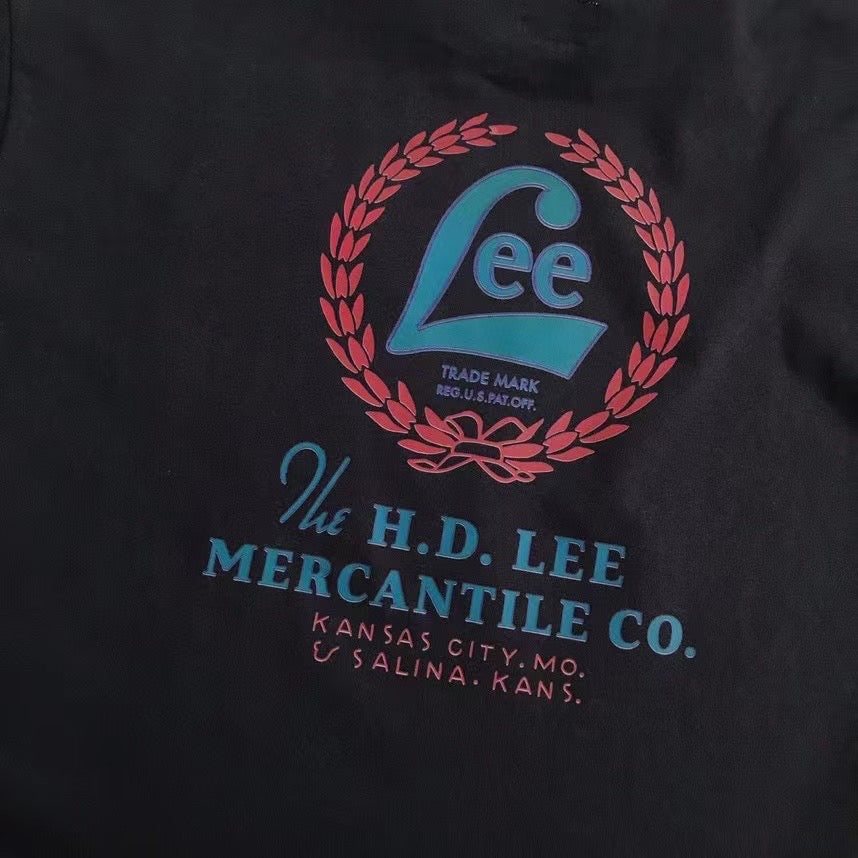 Lee
TRADE MARK
REG.U.S.PAT.OFF.
The H.D. LEE
MERCANTILE CO.
KANSAS CITY. MO.
& SALINA. KANS.